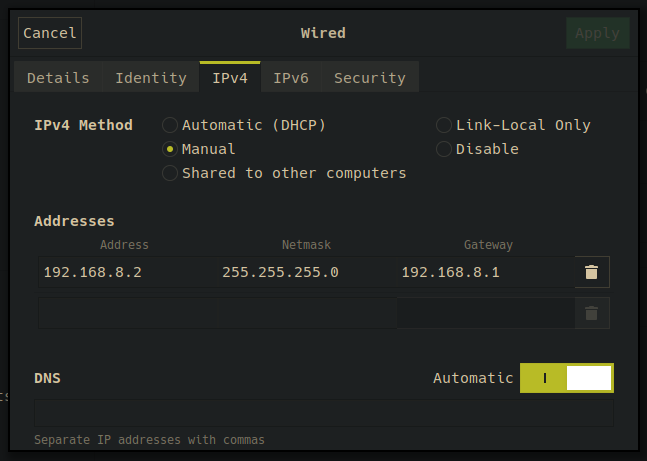 Cancel Wired Apply
Details Identity IPv4 IPv6 Security
IPv4 Method Automatic (DHCP) Link-Local Only
Manual Disable
Shared to other computers
Addresses
Address Netmask Gateway
192.168.8.2 255.255.255.0 192.168.8.1
DNS Automatic
Separate IP addresses with commas